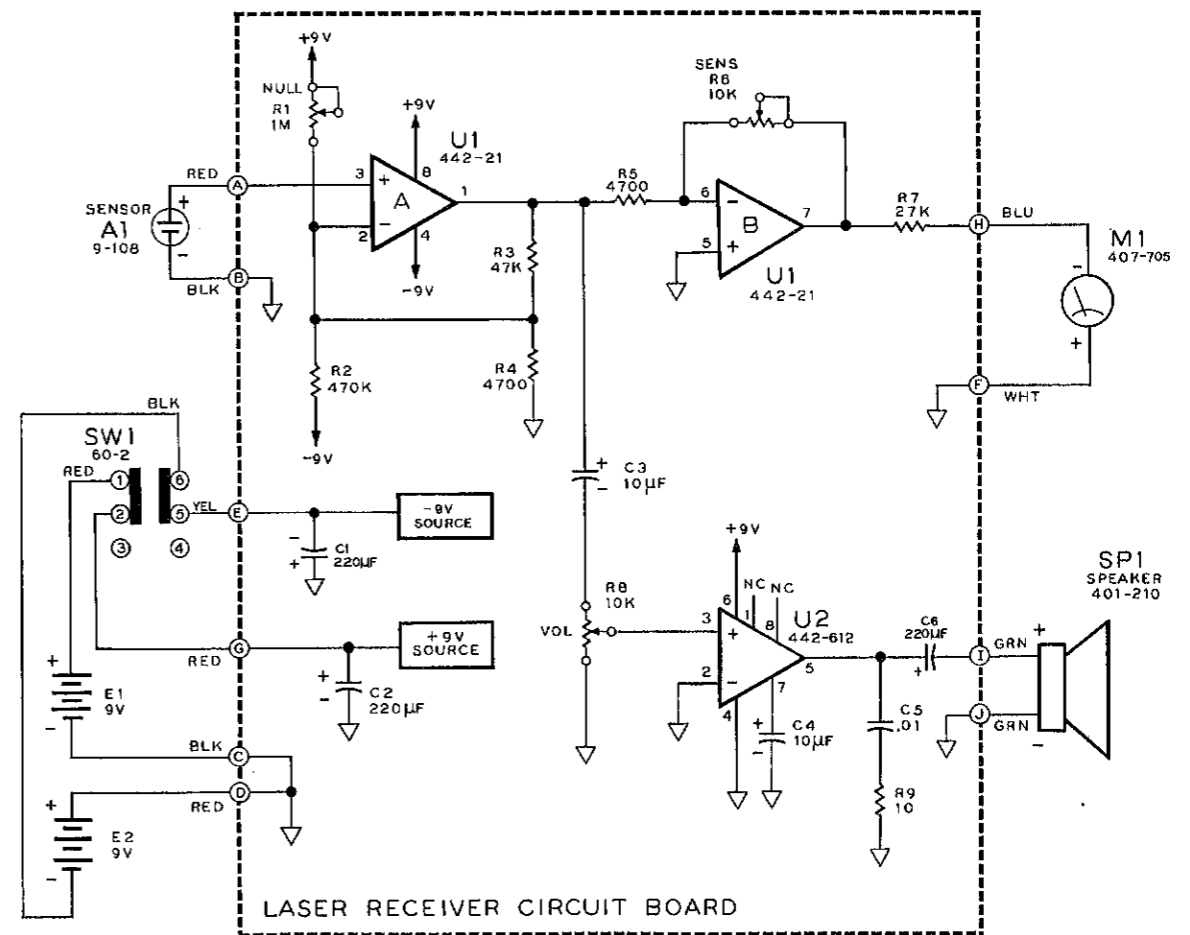 +9V
NULL
R1
1M
+9V
U1
442-21
3
+
8
A
1
2
−
4
−9V
RED
A
SENSOR
A1
9-108
+
-
B
BLK
R3
47K
R2
470K
-9V
R4
4700
SENS
R6
10K
R5
4700
6
−
B
7
5
+
U1
442-21
R7
27K
H
BLU
M1
407-705
-
+
F
WHT
BLK
SW1
60-2
RED
1
6
2
5
YEL
E
3
4
-
C1
+
220µF
-9V
SOURCE
C3
+
-
10µF
G
RED
+9V
SOURCE
+
C2
-
220µF
+
E1
9V
-
BLK
C
D
RED
+
E2
9V
-
R8
10K
VOL
+9V
NC
NC
6
1
8
U2
442-612
3
+
2
−
5
7
4
+
C4
-
10µF
C6
220µF
+
C5
.01
R9
10
I
GRN
+
J
GRN
-
SP1
SPEAKER
401-210
LASER RECEIVER CIRCUIT BOARD